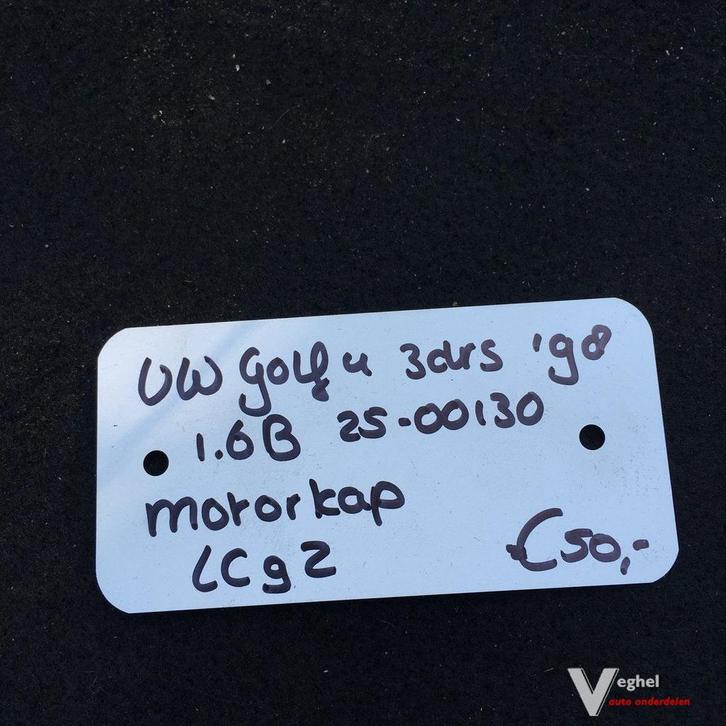 VW Golf 4 3drs '98
1.6B 25-00130
motorkap
LC9Z
€50,-
Veghel
auto onderdelen